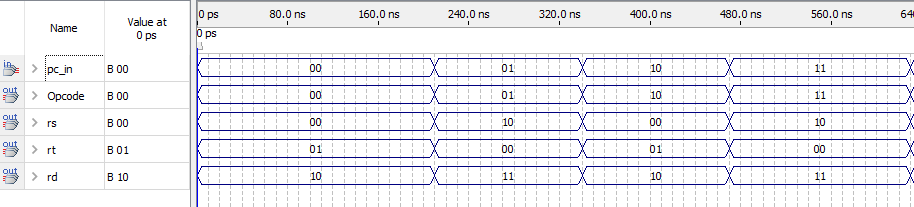 Name Value at 0 ps 0 ps 80.0 ns 160.0 ns 240.0 ns 320.0 ns 400.0 ns 480.0 ns 560.0 ns 640
0 ps
in pc_in B 00 00 01 10 11
out Opcode B 00 00 01 10 11
out rs B 00 00 10 00 10
out rt B 01 01 00 01 00
out rd B 10 10 11 10 11